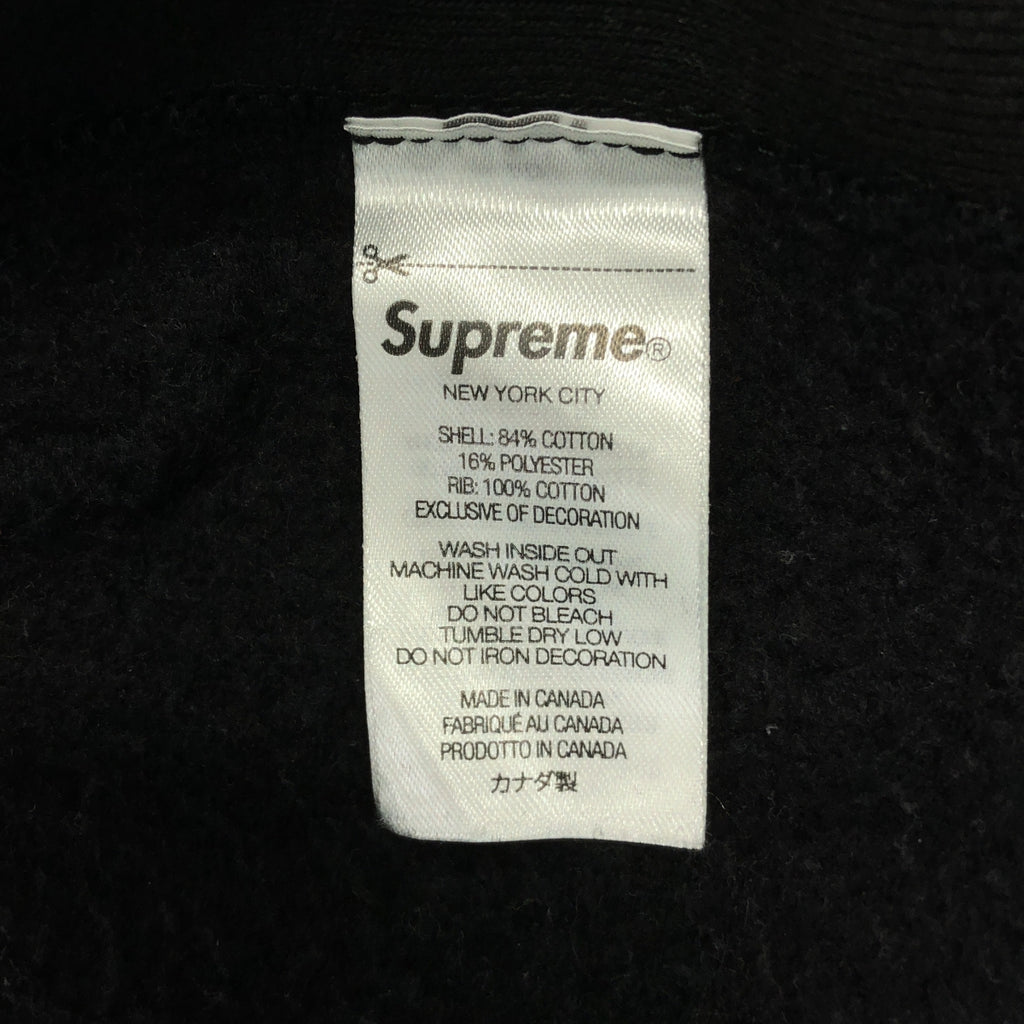 Supreme®
NEW YORK CITY
SHELL: 84% COTTON
16% POLYESTER
RIB: 100% COTTON
EXCLUSIVE OF DECORATION
WASH INSIDE OUT
MACHINE WASH COLD WITH
LIKE COLORS
DO NOT BLEACH
TUMBLE DRY LOW
DO NOT IRON DECORATION
MADE IN CANADA
FABRIQUÉ AU CANADA
PRODOTTO IN CANADA
カナダ製